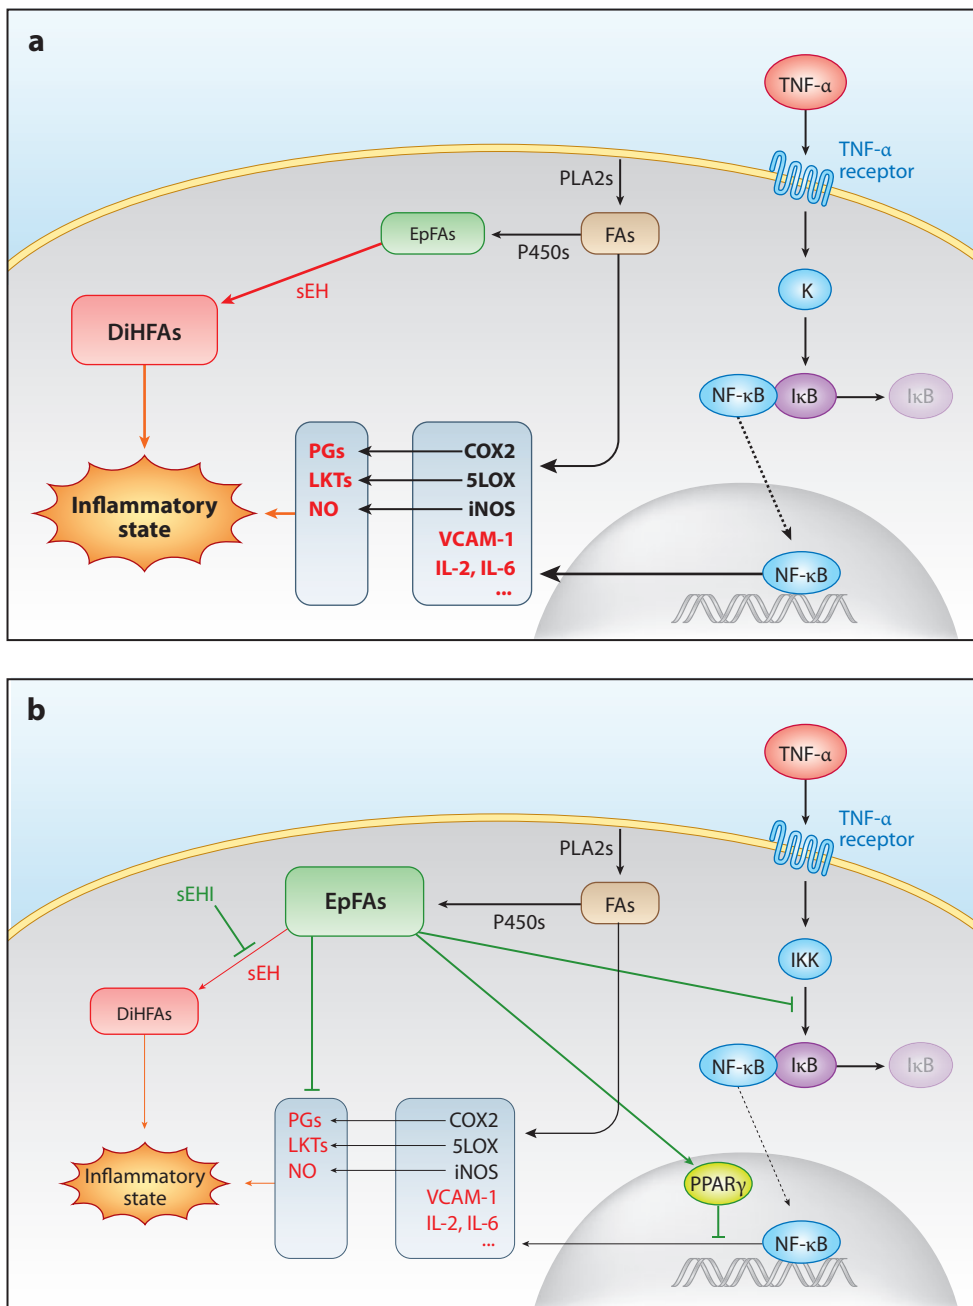 a
TNF-α
TNF-α
receptor
PLA2s
EpFAs
P450s
FAs
sEH
K
DiHFAs
NF-κB
IκB
IκB
PGs
COX2
LKTs
5LOX
NO
iNOS
Inflammatory
state
VCAM-1
IL-2, IL-6
...
NF-κB
b
TNF-α
TNF-α
receptor
PLA2s
sEHI
EpFAs
P450s
FAs
sEH
IKK
DiHFAs
NF-κB
IκB
IκB
PGs
COX2
LKTs
5LOX
NO
iNOS
Inflammatory
state
VCAM-1
IL-2, IL-6
...
PPARγ
NF-κB